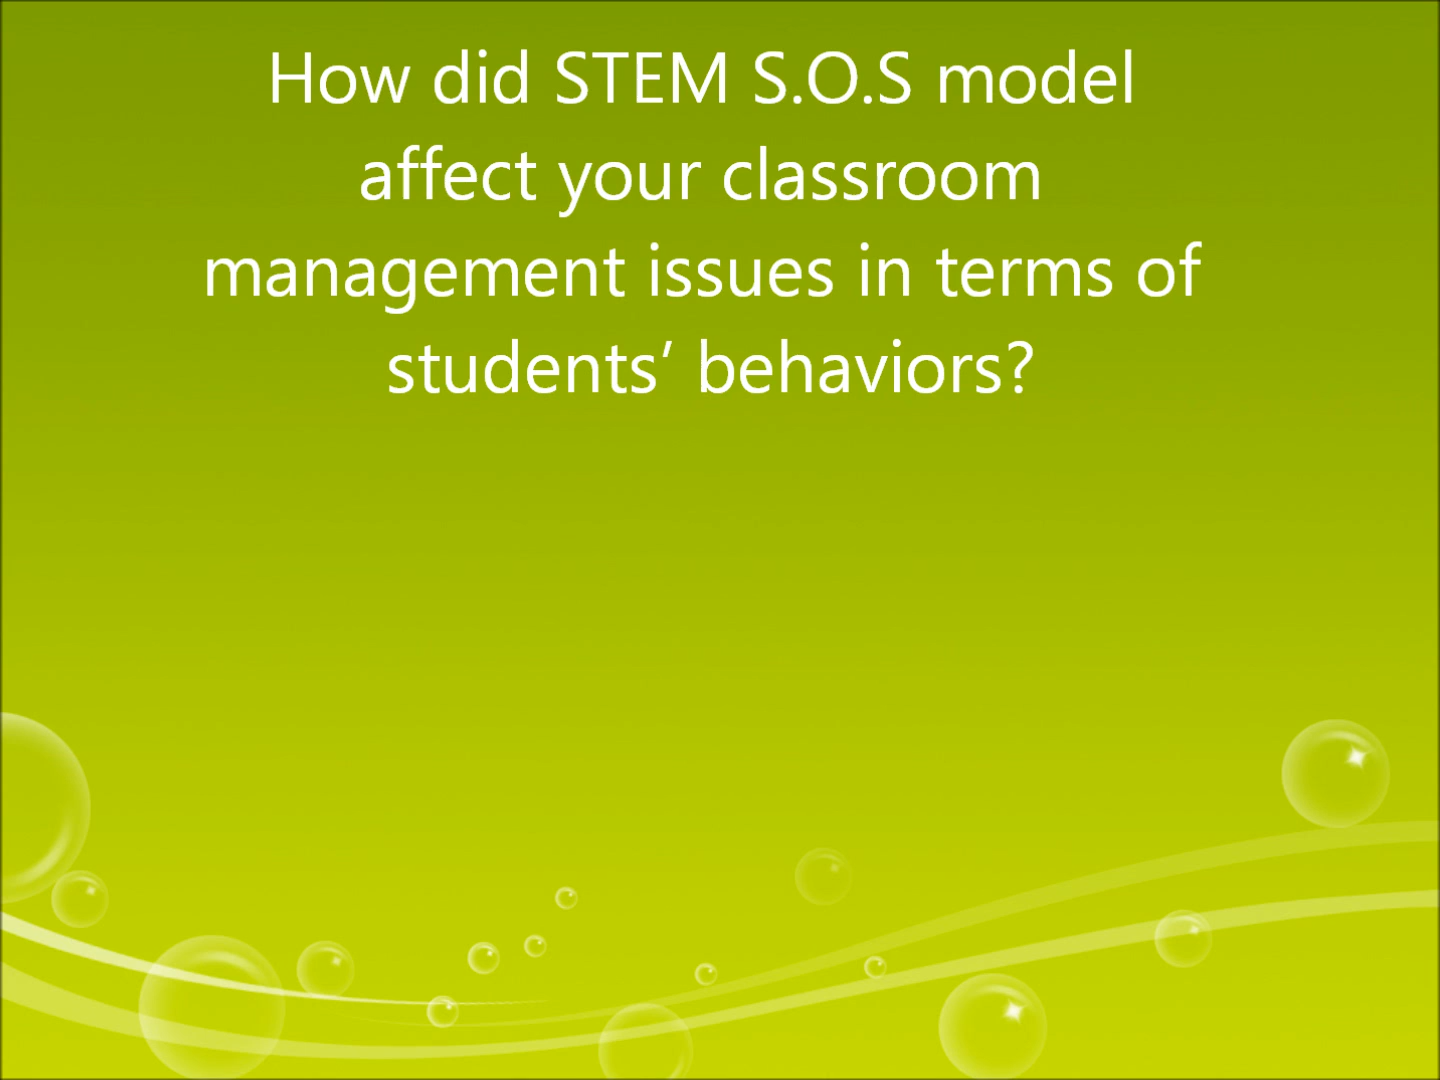 How did STEM S.O.S model
affect your classroom
management issues in terms of
students’ behaviors?